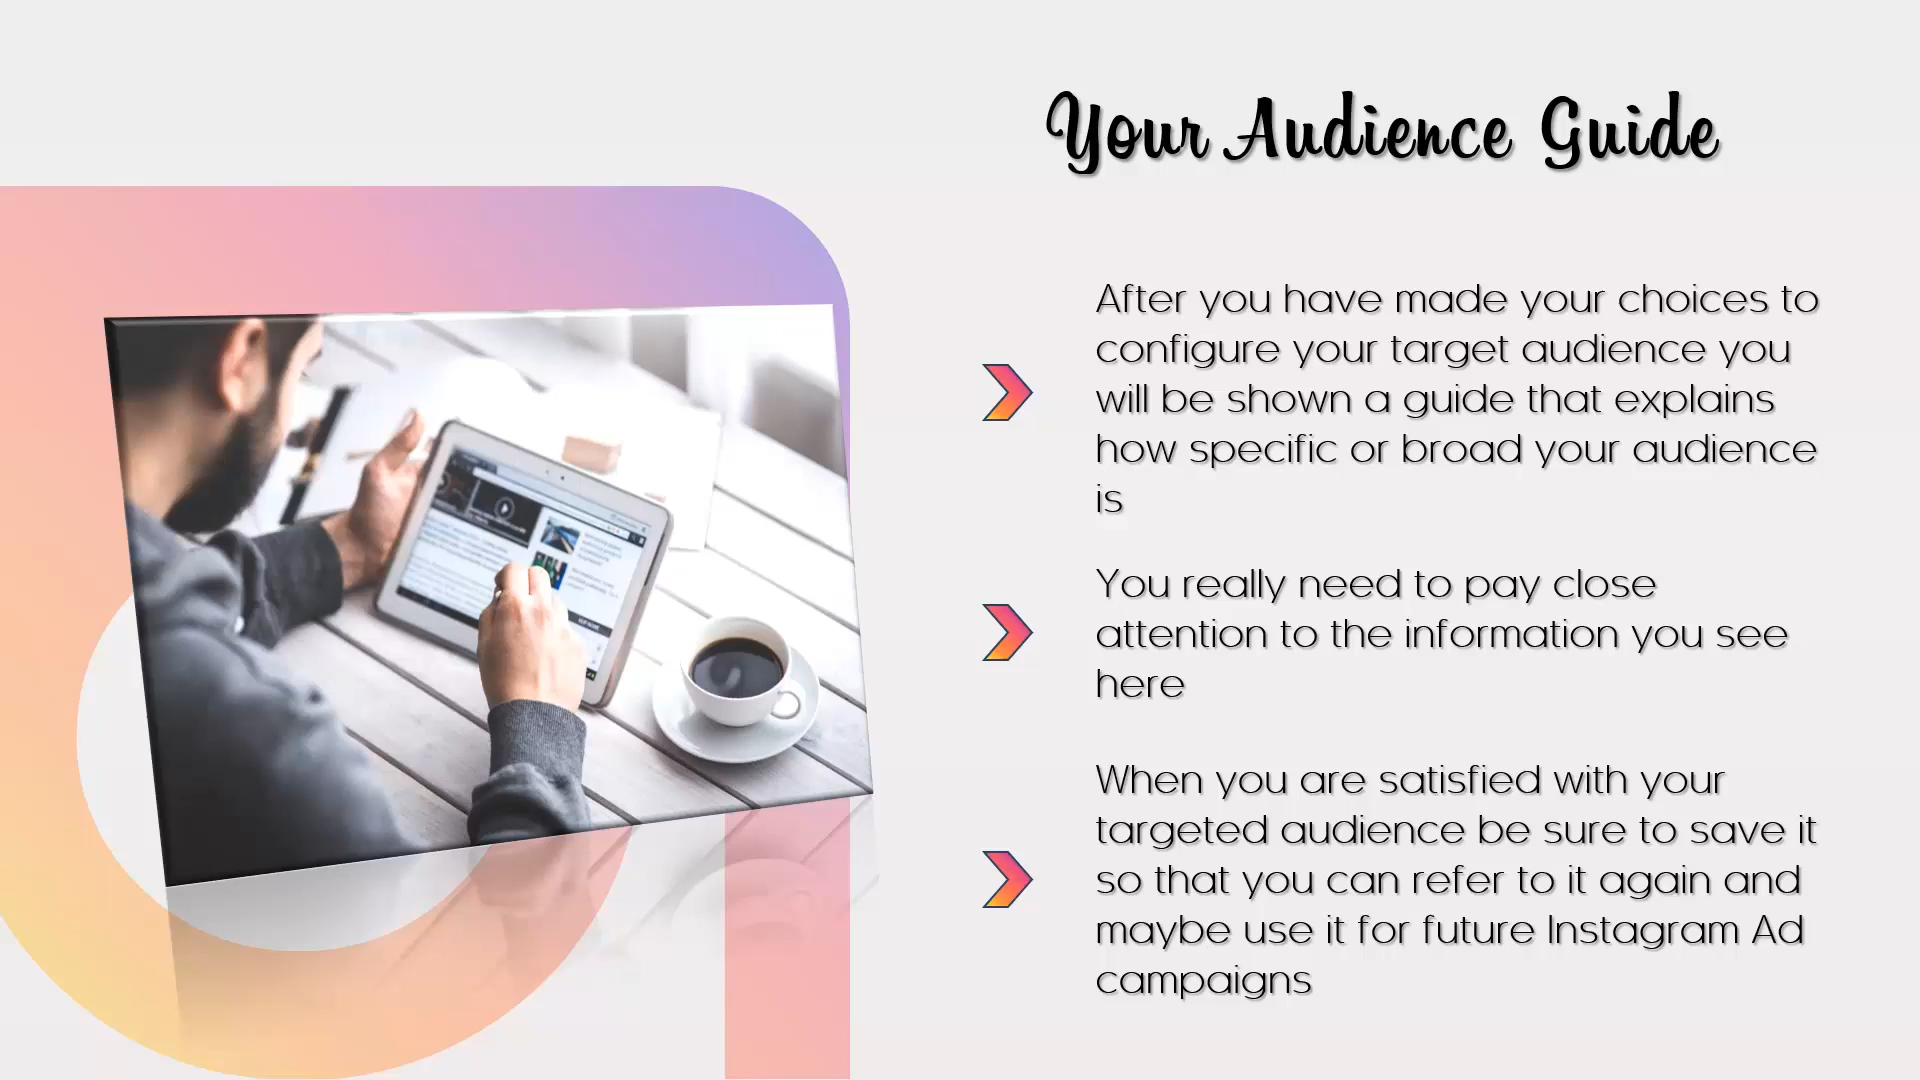 Your Audience Guide
After you have made your choices to
configure your target audience you
will be shown a guide that explains
how specific or broad your audience
is
You really need to pay close
attention to the information you see
here
When you are satisfied with your
targeted audience be sure to save it
so that you can refer to it again and
maybe use it for future Instagram Ad
campaigns